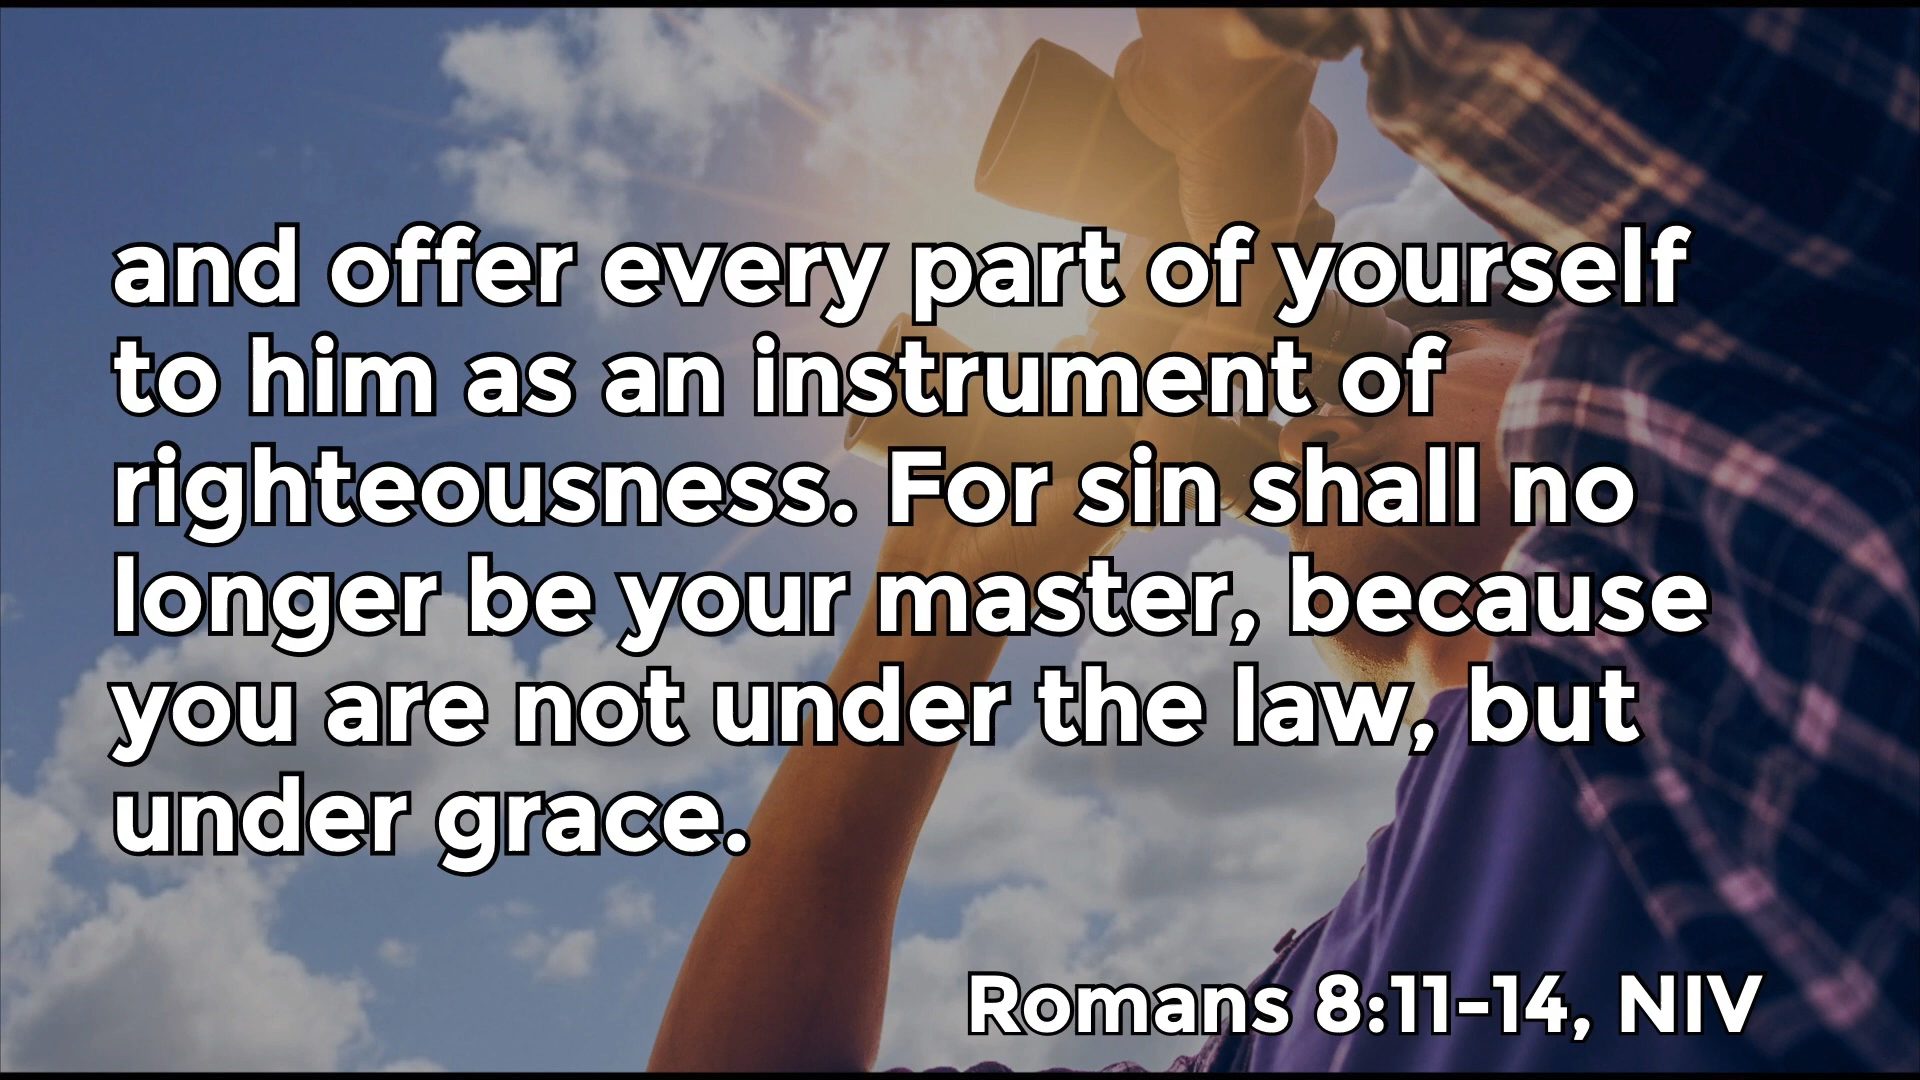 and offer every part of yourself
to him as an instrument of
righteousness. For sin shall no
longer be your master, because
you are not under the law, but
under grace.
Romans 8:11-14, NIV